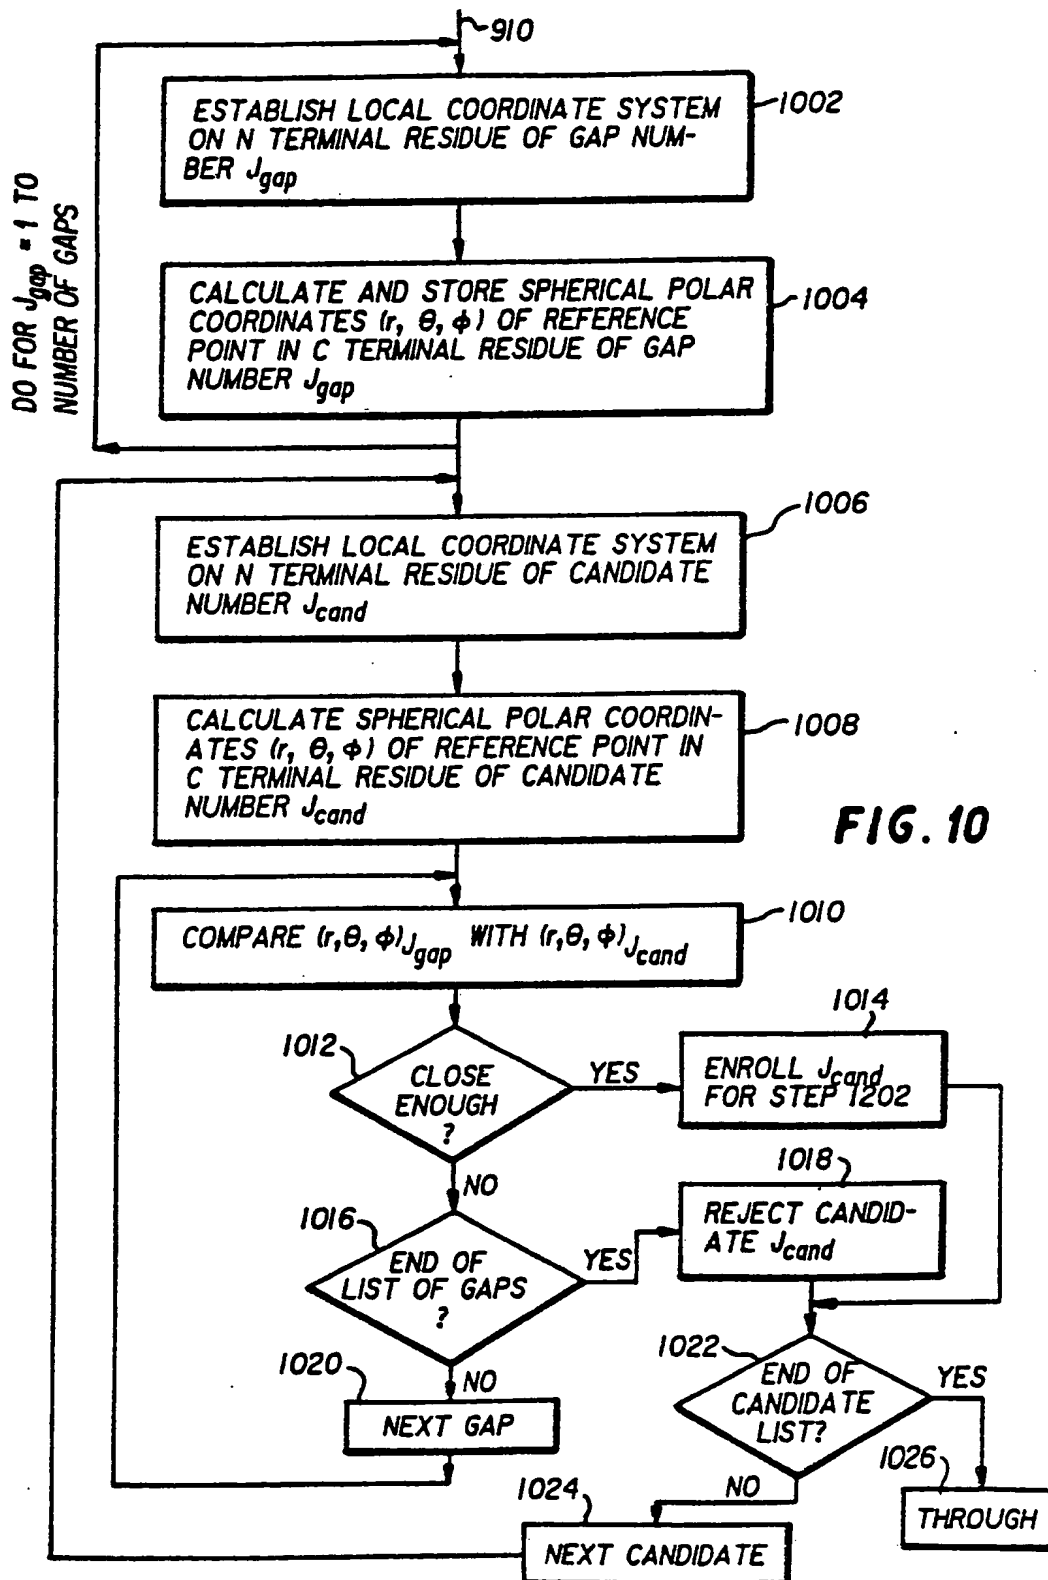 910
ESTABLISH LOCAL COORDINATE SYSTEM
ON N TERMINAL RESIDUE OF GAP NUM-
BER Jgap
1002
DO FOR Jgap = 1 TO
NUMBER OF GAPS
CALCULATE AND STORE SPHERICAL POLAR
COORDINATES (r, θ, ϕ) OF REFERENCE
POINT IN C TERMINAL RESIDUE OF GAP
NUMBER Jgap
1004
ESTABLISH LOCAL COORDINATE SYSTEM
ON N TERMINAL RESIDUE OF CANDIDATE
NUMBER Jcand
1006
CALCULATE SPHERICAL POLAR COORDIN-
ATES (r, θ, ϕ) OF REFERENCE POINT IN
C TERMINAL RESIDUE OF CANDIDATE
NUMBER Jcand
1008
FIG. 10
COMPARE (r,θ, ϕ)Jgap WITH (r,θ, ϕ)Jcand
1010
1012
CLOSE
ENOUGH
?
YES
1014
ENROLL Jcand
FOR STEP 1202
NO
1016
END OF
LIST OF GAPS
?
YES
1018
REJECT CANDID-
ATE Jcand
NO
1020
NEXT GAP
1022
END OF
CANDIDATE
LIST?
YES
1026
THROUGH
NO
1024
NEXT CANDIDATE